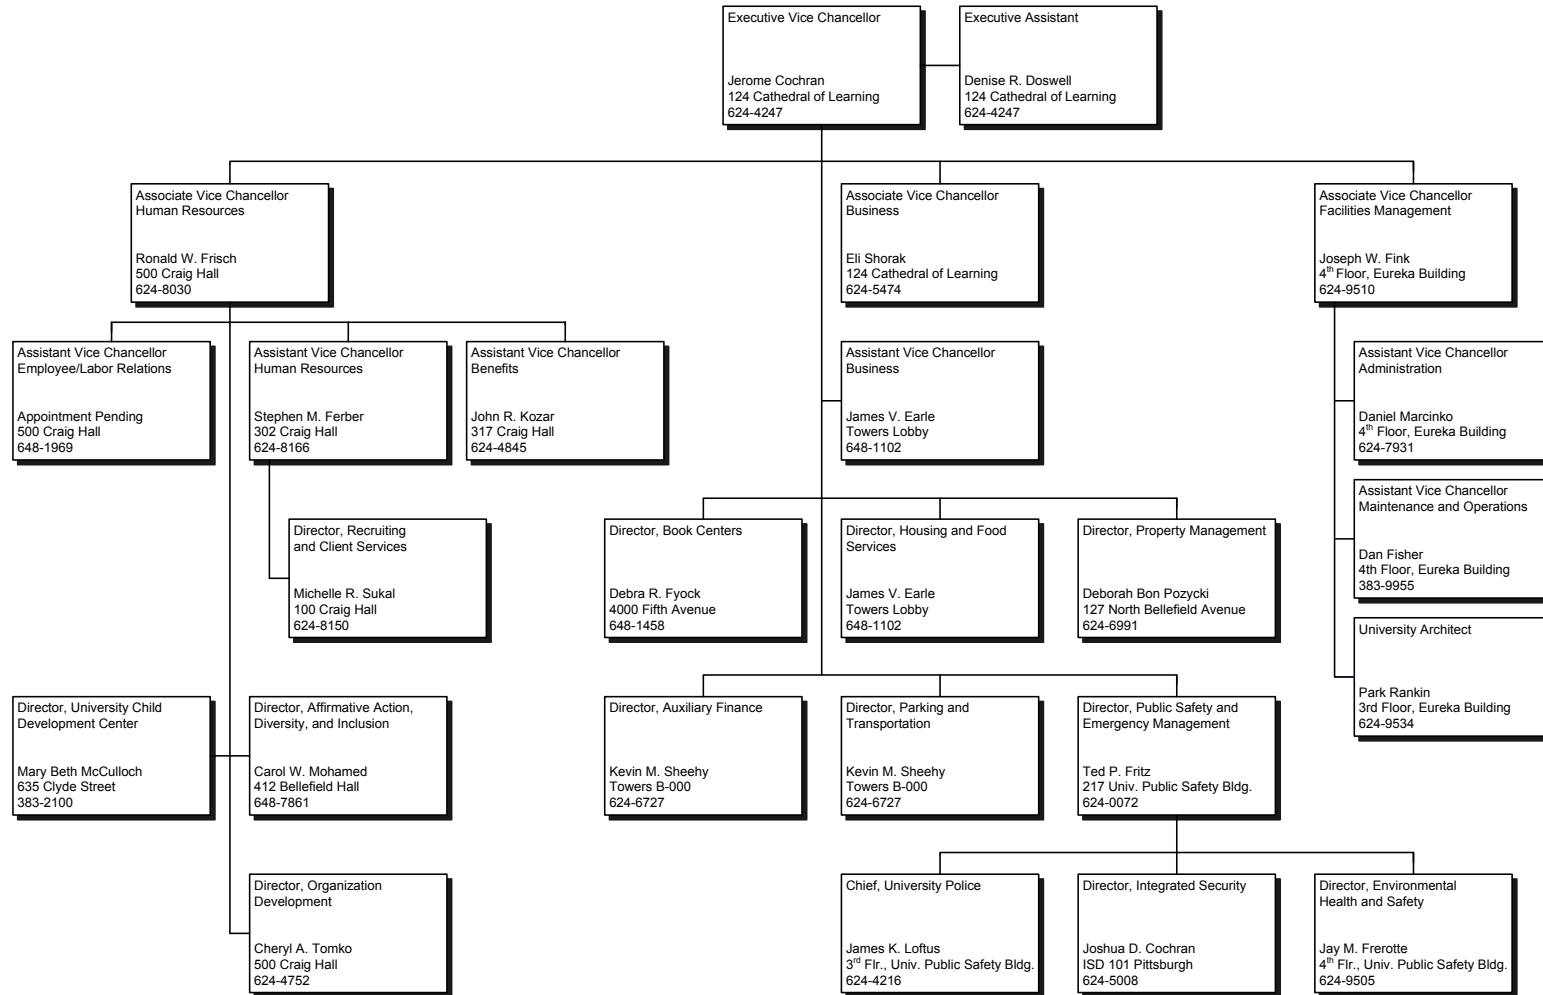 Executive Vice Chancellor
Jerome Cochran
124 Cathedral of Learning
624-4247
Executive Assistant
Denise R. Doswell
124 Cathedral of Learning
624-4247
Associate Vice Chancellor
Human Resources
Ronald W. Frisch
500 Craig Hall
624-8030
Associate Vice Chancellor
Business
Eli Shorak
124 Cathedral of Learning
624-5474
Associate Vice Chancellor
Facilities Management
Joseph W. Fink
4th Floor, Eureka Building
624-9510
Assistant Vice Chancellor
Employee/Labor Relations
Appointment Pending
500 Craig Hall
648-1969
Assistant Vice Chancellor
Human Resources
Stephen M. Ferber
302 Craig Hall
624-8166
Assistant Vice Chancellor
Benefits
John R. Kozar
317 Craig Hall
624-4845
Assistant Vice Chancellor
Business
James V. Earle
Towers Lobby
648-1102
Assistant Vice Chancellor
Administration
Daniel Marcinko
4th Floor, Eureka Building
624-7931
Assistant Vice Chancellor
Maintenance and Operations
Dan Fisher
4th Floor, Eureka Building
383-9955
Director, Recruiting
and Client Services
Michelle R. Sukal
100 Craig Hall
624-8150
Director, Book Centers
Debra R. Fyock
4000 Fifth Avenue
648-1458
Director, Housing and Food
Services
James V. Earle
Towers Lobby
648-1102
Director, Property Management
Deborah Bon Pozycki
127 North Bellefield Avenue
624-6991
University Architect
Park Rankin
3rd Floor, Eureka Building
624-9534
Director, University Child
Development Center
Mary Beth McCulloch
635 Clyde Street
383-2100
Director, Affirmative Action,
Diversity, and Inclusion
Carol W. Mohamed
412 Bellefield Hall
648-7861
Director, Auxiliary Finance
Kevin M. Sheehy
Towers B-000
624-6727
Director, Parking and
Transportation
Kevin M. Sheehy
Towers B-000
624-6727
Director, Public Safety and
Emergency Management
Ted P. Fritz
217 Univ. Public Safety Bldg.
624-0072
Director, Organization
Development
Cheryl A. Tomko
500 Craig Hall
624-4752
Chief, University Police
James K. Loftus
3rd Flr., Univ. Public Safety Bldg.
624-4216
Director, Integrated Security
Joshua D. Cochran
ISD 101 Pittsburgh
624-5008
Director, Environmental
Health and Safety
Jay M. Frerotte
4th Flr., Univ. Public Safety Bldg.
624-9505